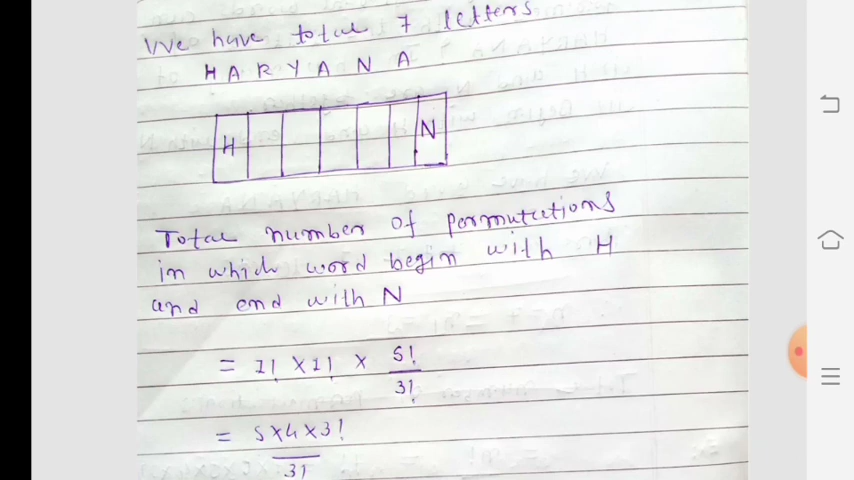 We have total 7 letters
H A R Y A N A
H N
Total number of permutations
in which word begin with H
and end with N
= 1! × 1! × 5!/3!
= 5×4×3!/3!